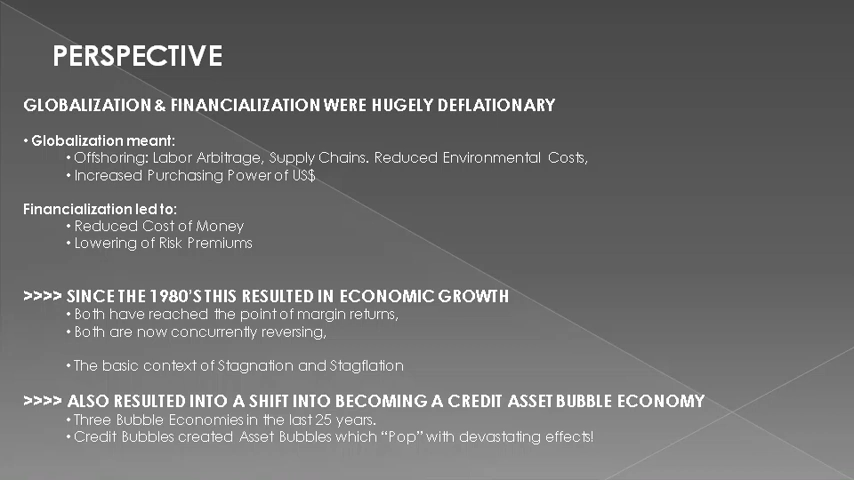 PERSPECTIVE
GLOBALIZATION & FINANCIALIZATION WERE HUGELY DEFLATIONARY
• Globalization meant:
• Offshoring: Labor Arbitrage, Supply Chains. Reduced Environmental Costs,
• Increased Purchasing Power of US$
Financialization led to:
• Reduced Cost of Money
• Lowering of Risk Premiums
>>>> SINCE THE 1980'S THIS RESULTED IN ECONOMIC GROWTH
• Both have reached the point of margin returns,
• Both are now concurrently reversing,
• The basic context of Stagnation and Stagflation
>>>> ALSO RESULTED INTO A SHIFT INTO BECOMING A CREDIT ASSET BUBBLE ECONOMY
• Three Bubble Economies in the last 25 years.
• Credit Bubbles created Asset Bubbles which “Pop” with devastating effects!